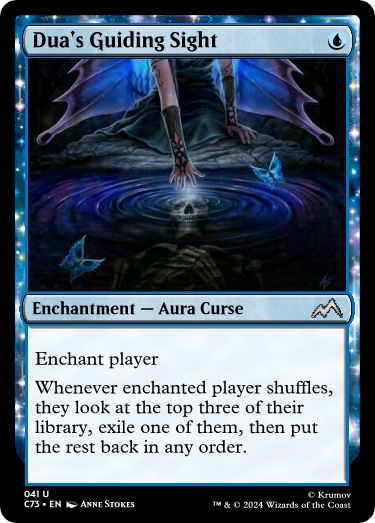 Dua's Guiding Sight
Enchantment — Aura Curse
Enchant player
Whenever enchanted player shuffles,
they look at the top three of their
library, exile one of them, then put
the rest back in any order.
041 U
C73 • EN Anne Stokes
© Krumov
™ & © 2024 Wizards of the Coast